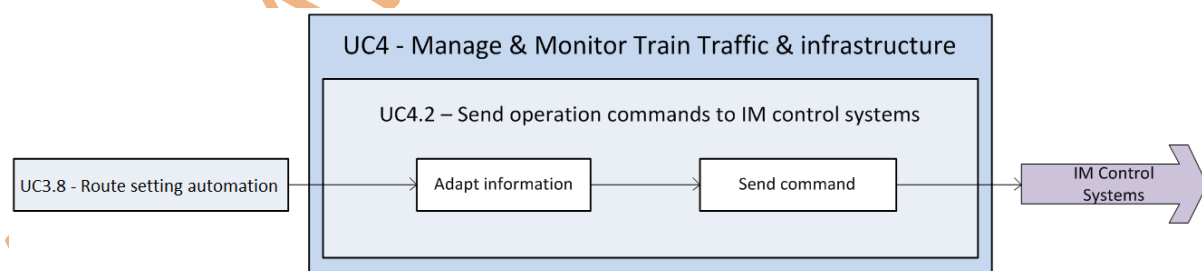 UC4 - Manage & Monitor Train Traffic & infrastructure
UC4.2 – Send operation commands to IM control systems
UC3.8 - Route setting automation
Adapt information
Send command
IM Control
Systems